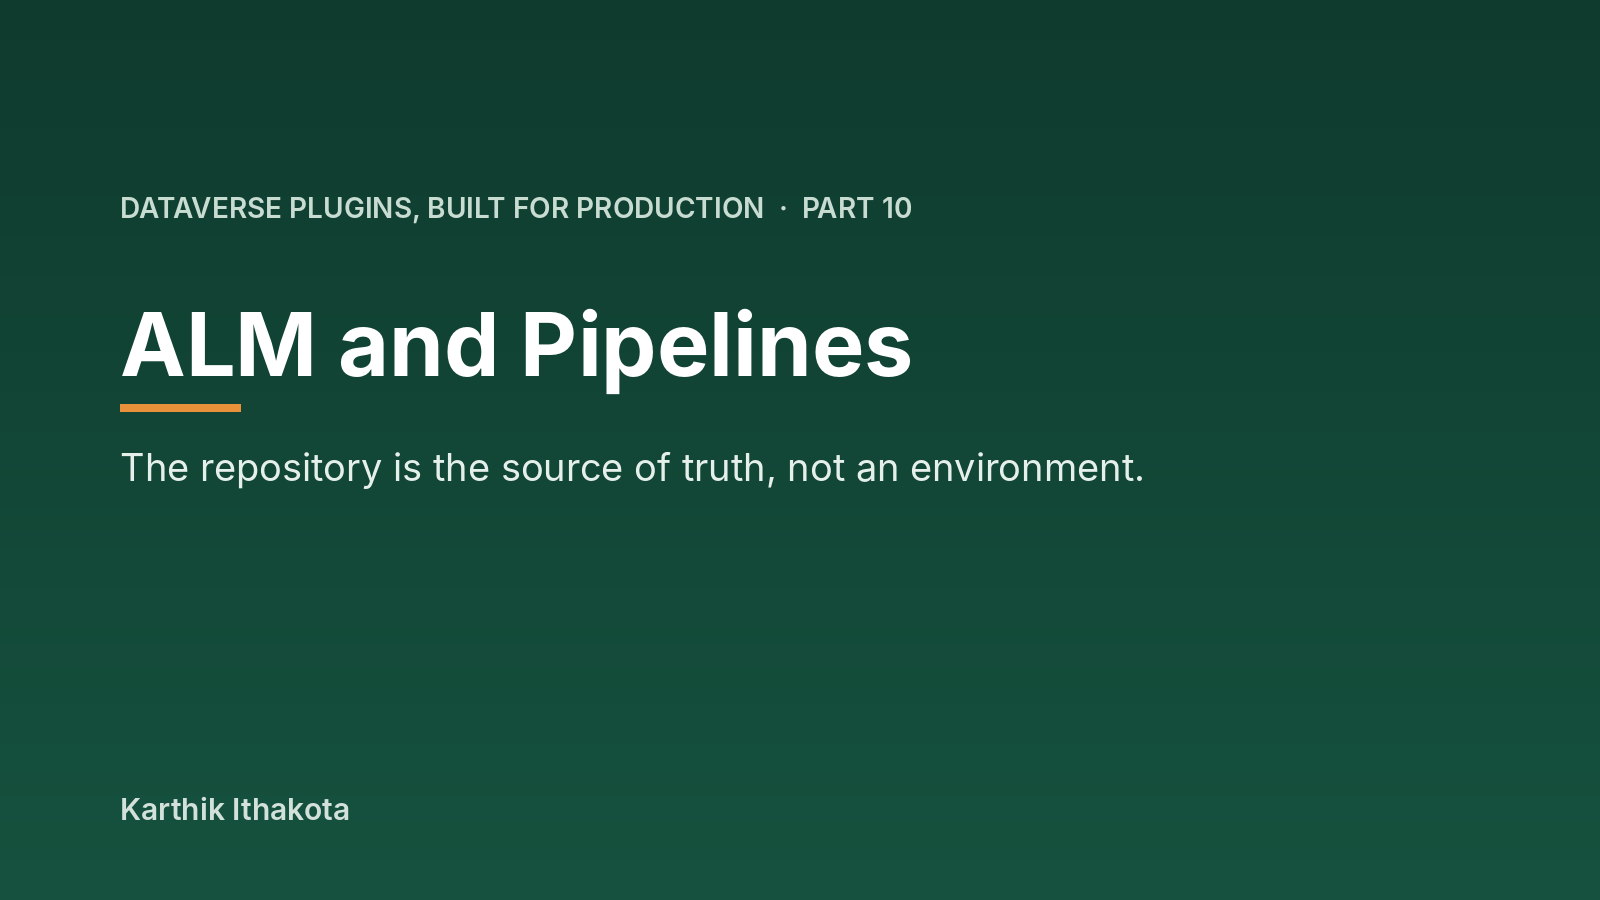 DATAVERSE PLUGINS, BUILT FOR PRODUCTION · PART 10
ALM and Pipelines
The repository is the source of truth, not an environment.
Karthik Ithakota